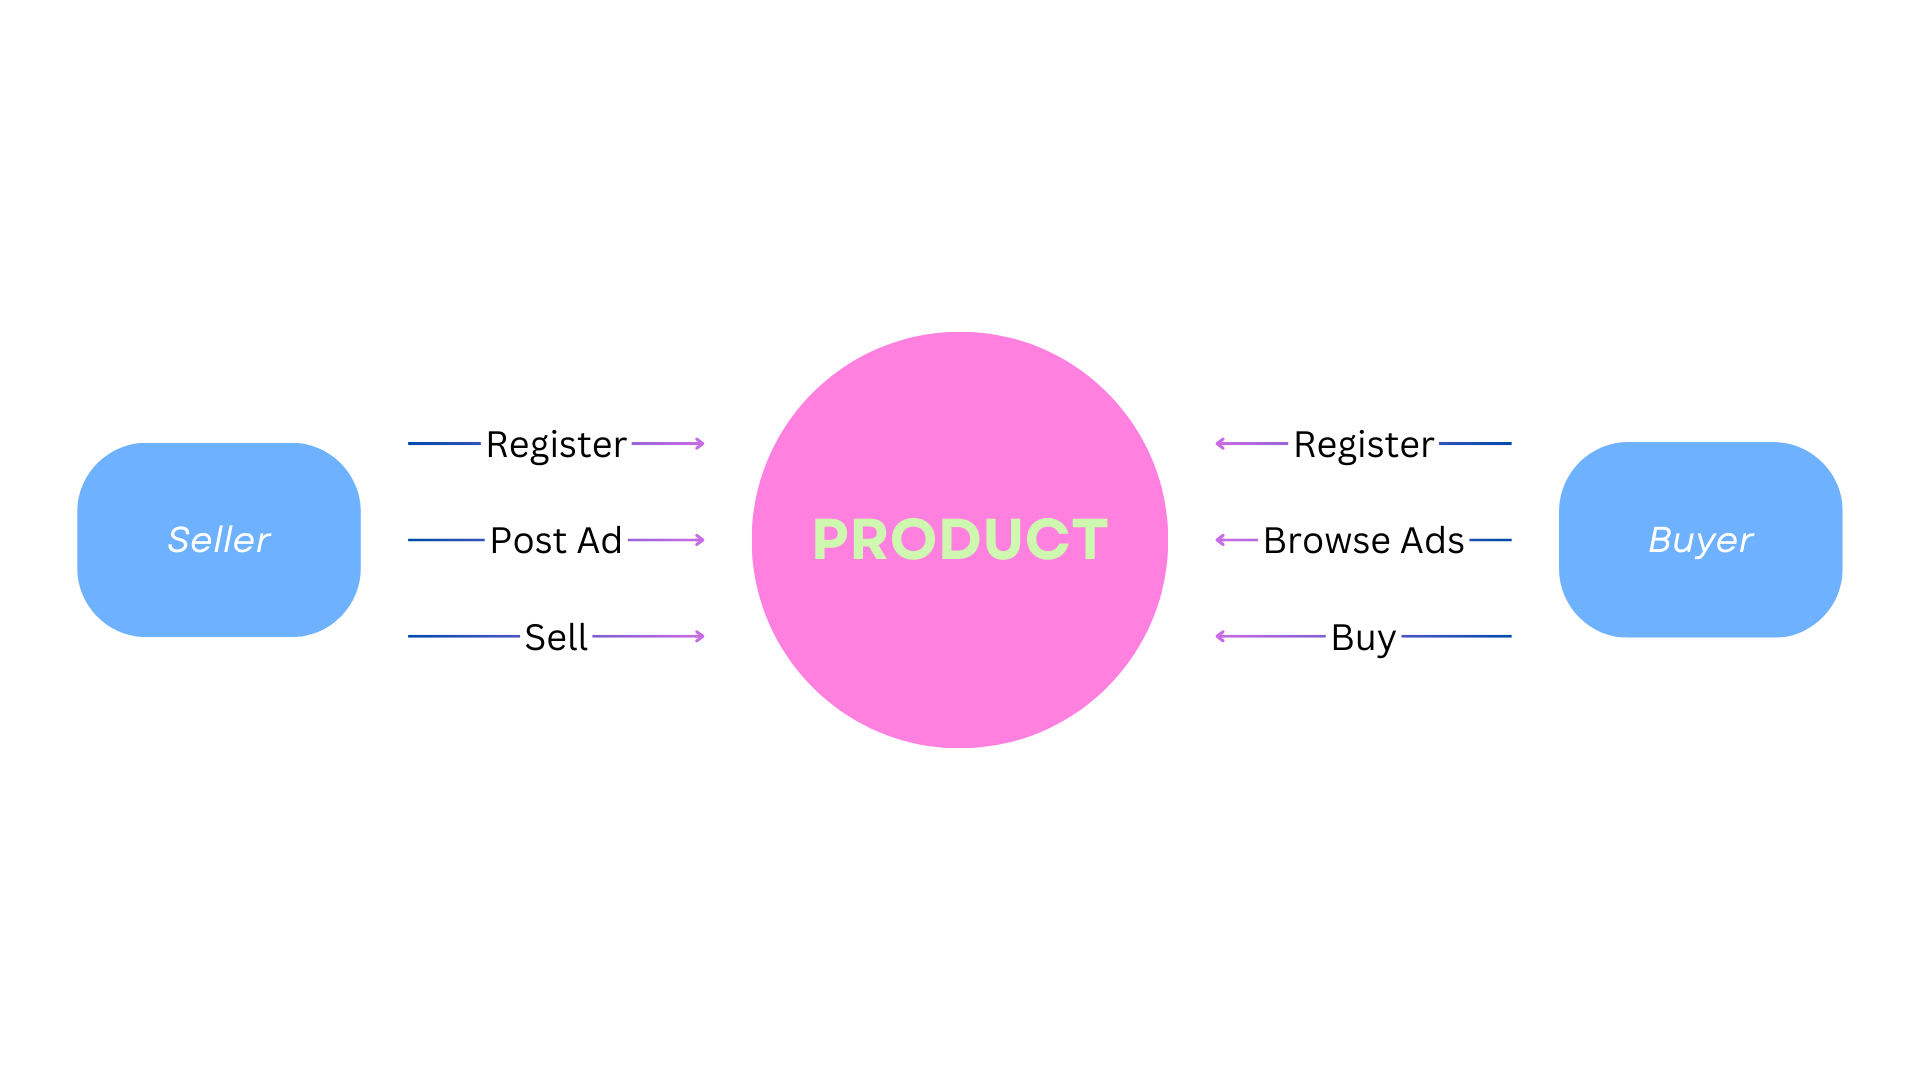 Seller
Register
Post Ad
Sell
PRODUCT
Register
Browse Ads
Buy
Buyer